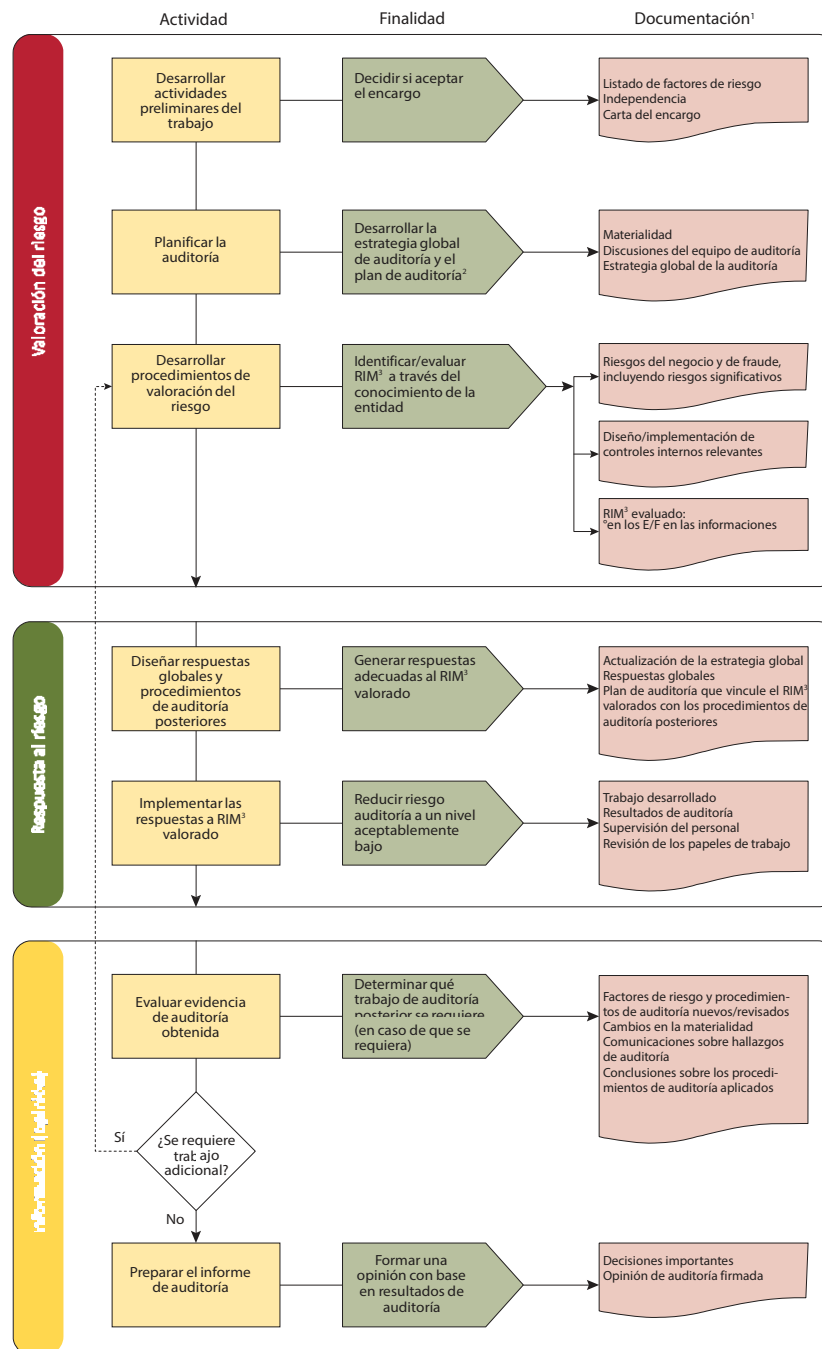 Actividad
Finalidad
Documentación¹
Valoración del riesgo
Desarrollar
actividades
preliminares del
trabajo
Decidir si aceptar
el encargo
Listado de factores de riesgo
Independencia
Carta del encargo
Planificar la
auditoría
Desarrollar la
estrategia global
de auditoría y el
plan de auditoría²
Materialidad
Discusiones del equipo de auditoría
Estrategia global de la auditoría
Desarrollar
procedimientos de
valoración del
riesgo
Identificar/evaluar
RIM³ a través del
conocimiento de la
entidad
Riesgos del negocio y de fraude,
incluyendo riesgos significativos
Diseño/implementación de
controles internos relevantes
RIM³ evaluado:
°en los E/F en las informaciones
Respuesta al riesgo
Diseñar respuestas
globales y
procedimientos
de auditoría
posteriores
Generar respuestas
adecuadas al RIM³
valorado
Actualización de la estrategia global
Respuestas globales
Plan de auditoría que vincule el RIM³
valorados con los procedimientos de
auditoría posteriores
Implementar las
respuestas a RIM³
valorado
Reducir riesgo
auditoría a un nivel
aceptablemente
bajo
Trabajo desarrollado
Resultados de auditoría
Supervisión del personal
Revisión de los papeles de trabajo
Evaluar evidencia
de auditoría
obtenida
Determinar qué
trabajo de auditoría
posterior se requiere
(en caso de que se
requiera)
Factores de riesgo y procedimien-
tos de auditoría nuevos/revisados
Cambios en la materialidad
Comunicaciones sobre hallazgos
de auditoría
Conclusiones sobre los procedi-
mientos de auditoría aplicados
Sí
¿Se requiere
trabajo
adicional?
No
Preparar el informe
de auditoría
Formar una
opinión con base
en resultados de
auditoría
Decisiones importantes
Opinión de auditoría firmada